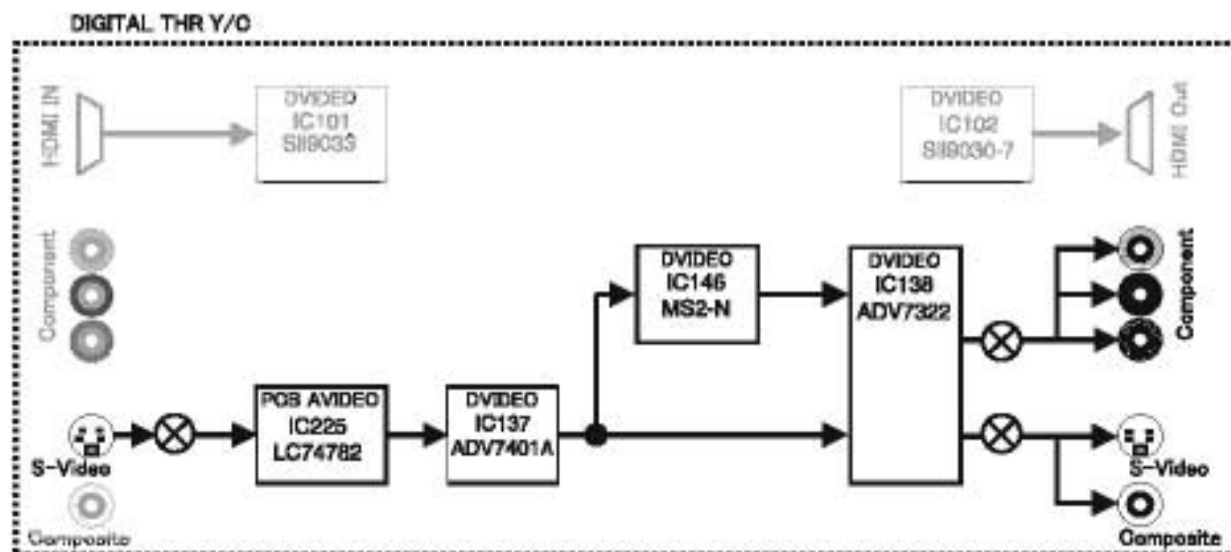 DIGITAL THR Y/C
HDMI IN
DVIDEO
IC101
SII9033
DVIDEO
IC102
SII9030-7
HDMI Out
Component
DVIDEO
IC146
MS2-N
DVIDEO
IC138
ADV7322
Component
PCB AVIDEO
IC225
LC74782
DVIDEO
IC137
ADV7401A
S-Video
S-Video
Composite
Composite